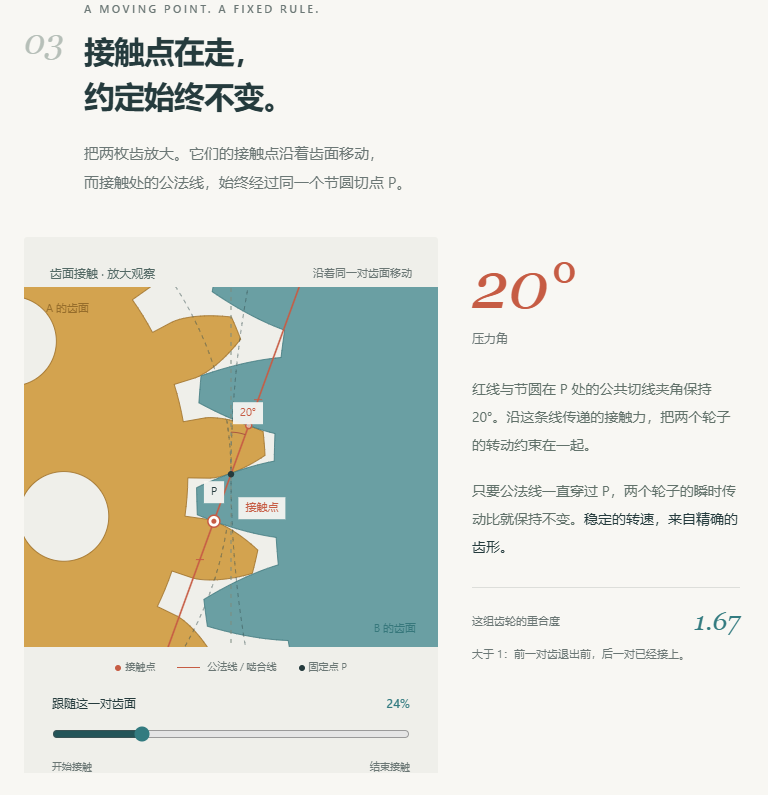 A MOVING POINT. A FIXED RULE.
03
接触点在走，
约定始终不变。
把两枚齿放大。它们的接触点沿着齿面移动，
而接触处的公法线，始终经过同一个节圆切点 P。
齿面接触 · 放大观察
沿着同一对齿面移动
A 的齿面
20°
P
接触点
B 的齿面
接触点
公法线 / 啮合线
固定点 P
跟随这一对齿面
24%
开始接触
结束接触
20°
压力角
红线与节圆在 P 处的公共切线夹角保持
20°。沿这条线传递的接触力，把两个轮子
的转动约束在一起。
只要公法线一直穿过 P，两个轮子的瞬时传
动比就保持不变。稳定的转速，来自精确的
齿形。
这组齿轮的重合度
1.67
大于 1：前一对齿退出前，后一对已经接上。